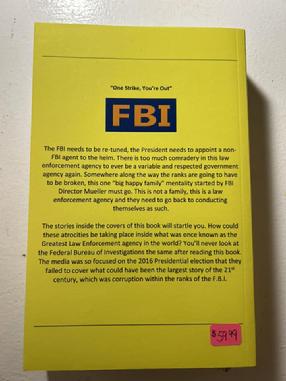 "One Strike, You're Out"
FBI
The FBI needs to be re-tuned, the President needs to appoint a non-
FBI agent to the helm. There is too much comradery in this law
enforcement agency to ever be a variable and respected government
agency again. Somewhere along the way the ranks are going to have
to be broken, this one "big happy family" mentality started by FBI
Director Mueller must go. This is not a family, this is a law
enforcement agency and they need to go back to conducting
themselves as such.
The stories inside the covers of this book will startle you. How could
these atrocities be taking place inside what was once known as the
Greatest Law Enforcement agency in the world? You'll never look at
the Federal Bureau of Investigations the same after reading this book.
The media was so focused on the 2016 Presidential election that they
failed to cover what could have been the largest story of the 21st
century, which was corruption within the ranks of the F.B.I.
$59.99